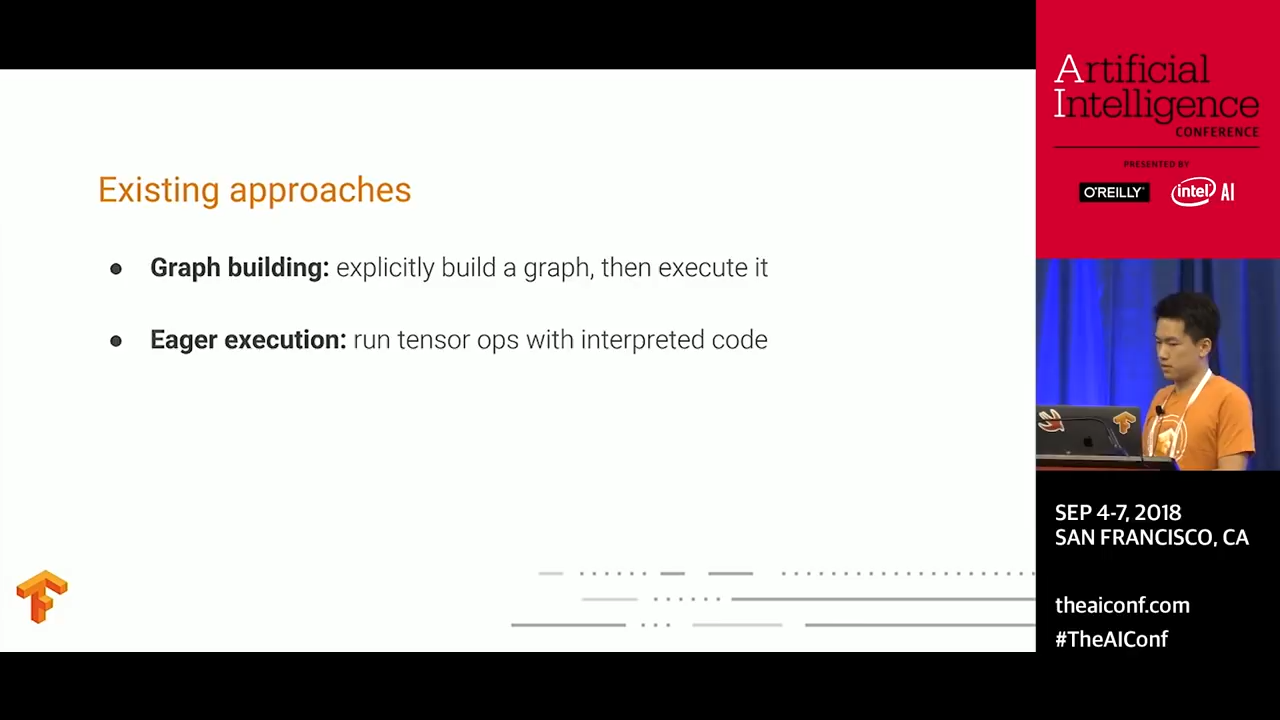 Existing approaches
● Graph building: explicitly build a graph, then execute it
● Eager execution: run tensor ops with interpreted code
Artificial
Intelligence
CONFERENCE
PRESENTED BY
O'REILLY®
intel AI
SEP 4-7, 2018
SAN FRANCISCO, CA
theaiconf.com
#TheAIConf